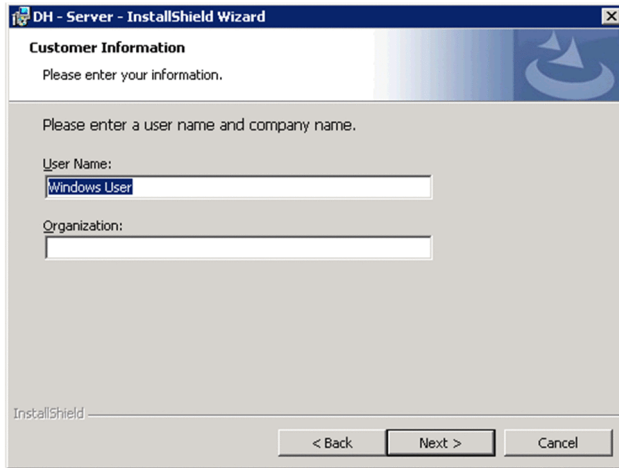 DH - Server - InstallShield Wizard
Customer Information
Please enter your information.
Please enter a user name and company name.
User Name:
Windows User
Organization:
InstallShield
< Back Next > Cancel